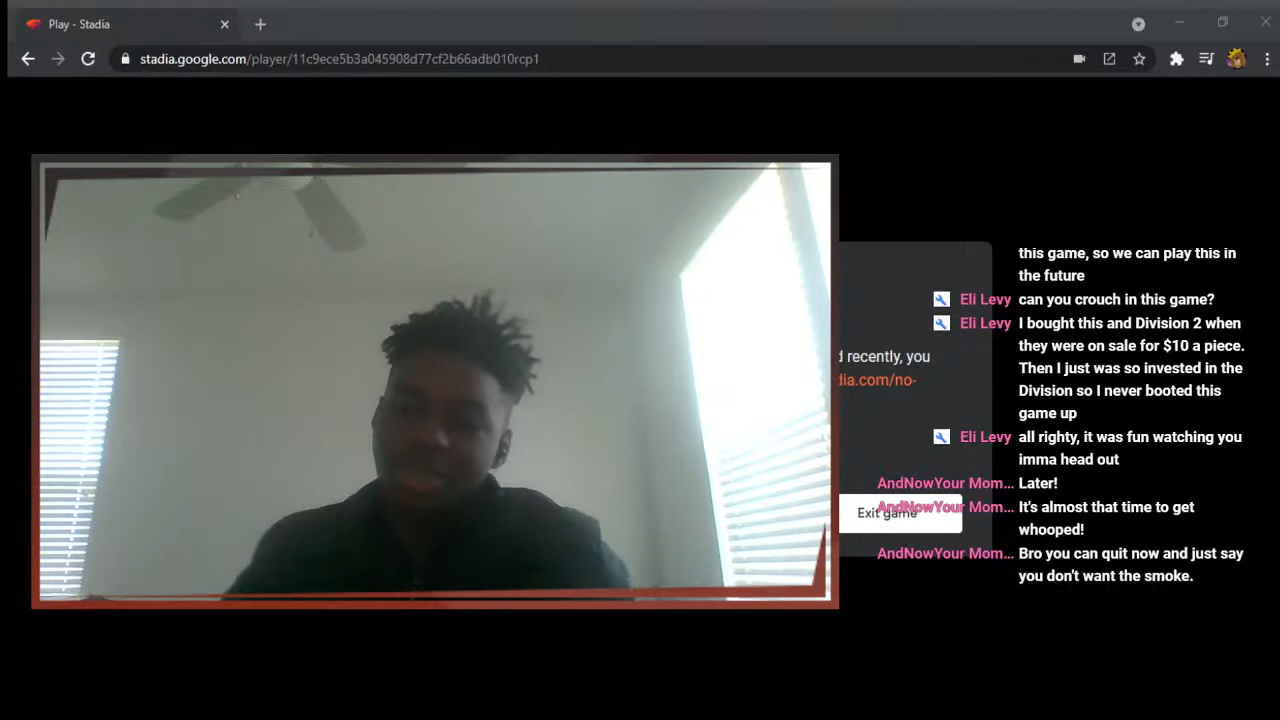 Play - Stadia
stadia.google.com/player/11c9ece5b3a045908d77cf2b66adb010rcp1
d recently, you
dia.com/no-
Exit game
this game, so we can play this in
the future
Eli Levy can you crouch in this game?
Eli Levy I bought this and Division 2 when
they were on sale for $10 a piece.
Then I just was so invested in the
Division so I never booted this
game up
Eli Levy all righty, it was fun watching you
imma head out
AndNowYour Mom... Later!
AndNowYour Mom... It's almost that time to get
whooped!
AndNowYour Mom... Bro you can quit now and just say
you don't want the smoke.